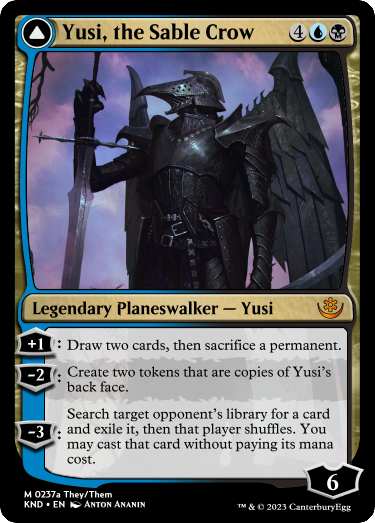 Yusi, the Sable Crow 4
Legendary Planeswalker — Yusi
+1: Draw two cards, then sacrifice a permanent.
-2: Create two tokens that are copies of Yusi's
back face.
-3: Search target opponent's library for a card
and exile it, then that player shuffles. You
may cast that card without paying its mana
cost.
6
M 0237a They/Them
KND • EN Anton Ananin
™ & © 2023 CanterburyEgg